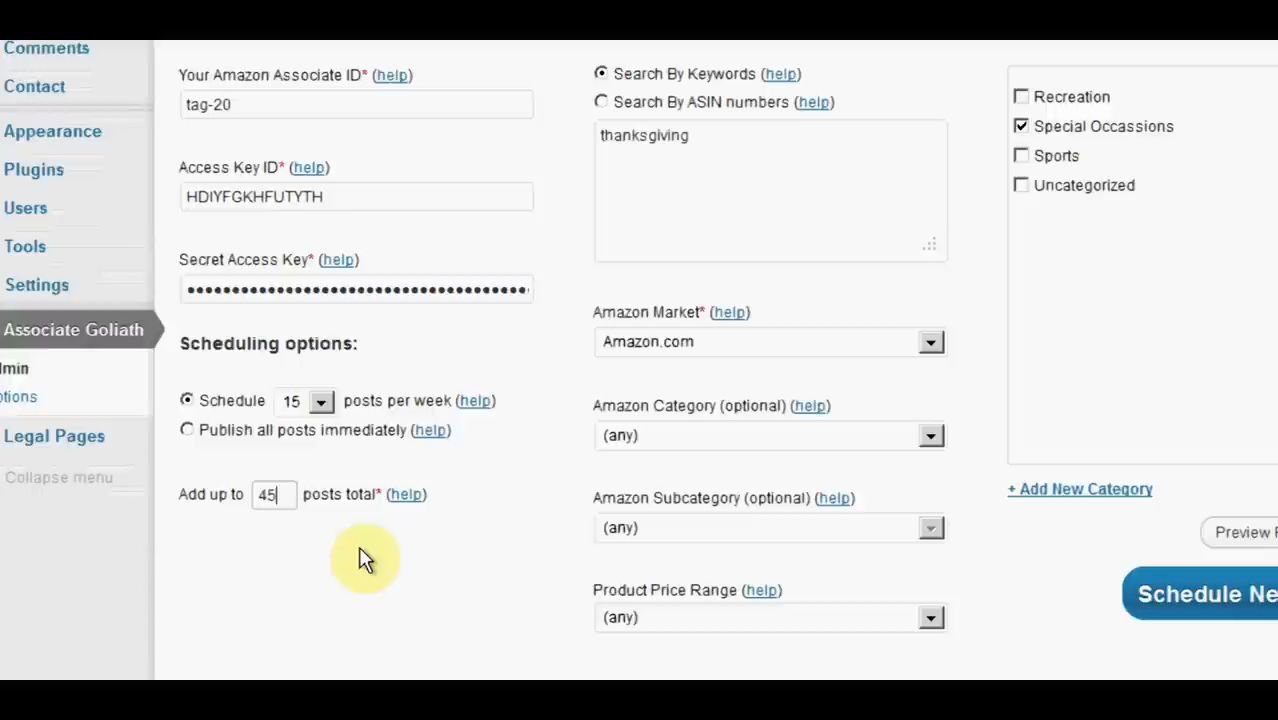 Comments
Contact
Appearance
Plugins
Users
Tools
Settings
Associate Goliath
dmin
ptions
Legal Pages
Collapse menu
Your Amazon Associate ID* (help)
tag-20
Access Key ID* (help)
HDIYFGKHFUTYTH
Secret Access Key* (help)
Scheduling options:
Schedule 15 posts per week (help)
Publish all posts immediately (help)
Add up to 45 posts total* (help)
Search By Keywords (help)
Search By ASIN numbers (help)
thanksgiving
Amazon Market* (help)
Amazon.com
Amazon Category (optional) (help)
(any)
Amazon Subcategory (optional) (help)
(any)
Product Price Range (help)
(any)
Recreation
Special Occassions
Sports
Uncategorized
+ Add New Category
Preview
Schedule Ne